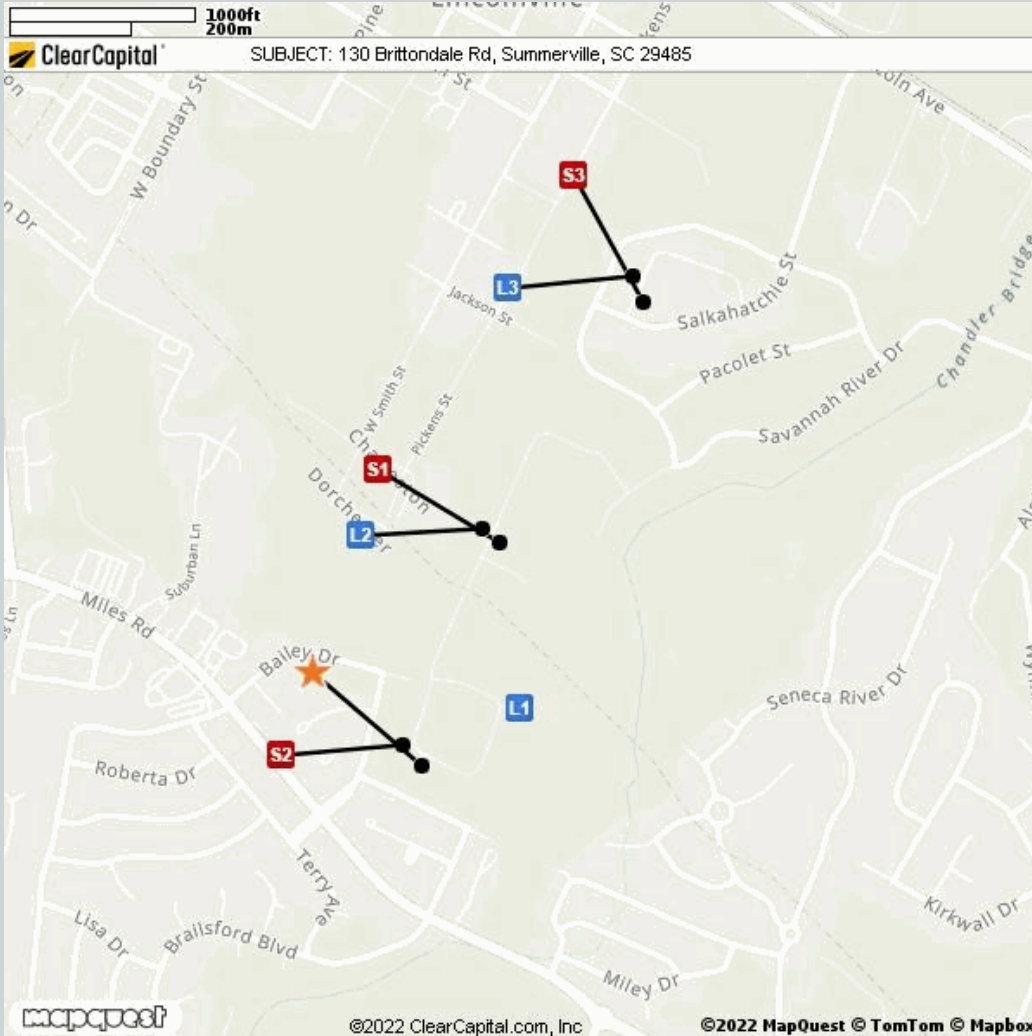 1000ft
200m
ClearCapital
SUBJECT: 130 Brittondale Rd, Summerville, SC 29485
Pine
W Boundary St
St
S3
L3
Jackson St
Salkahatchie St
Pacolet St
Savannah River Dr
Chandler Bridge
W Smith St
Pickens St
Charleston
Dorchester
S1
L2
Suburban Ln
Miles Rd
Bailey Dr
L1
S2
Seneca River Dr
Roberta Dr
Terry Ave
Lisa Dr
Brailsford Blvd
Kirkwall Dr
Miley Dr
mapquest
©2022 ClearCapital.com, Inc
©2022 MapQuest © TomTom © Mapbox